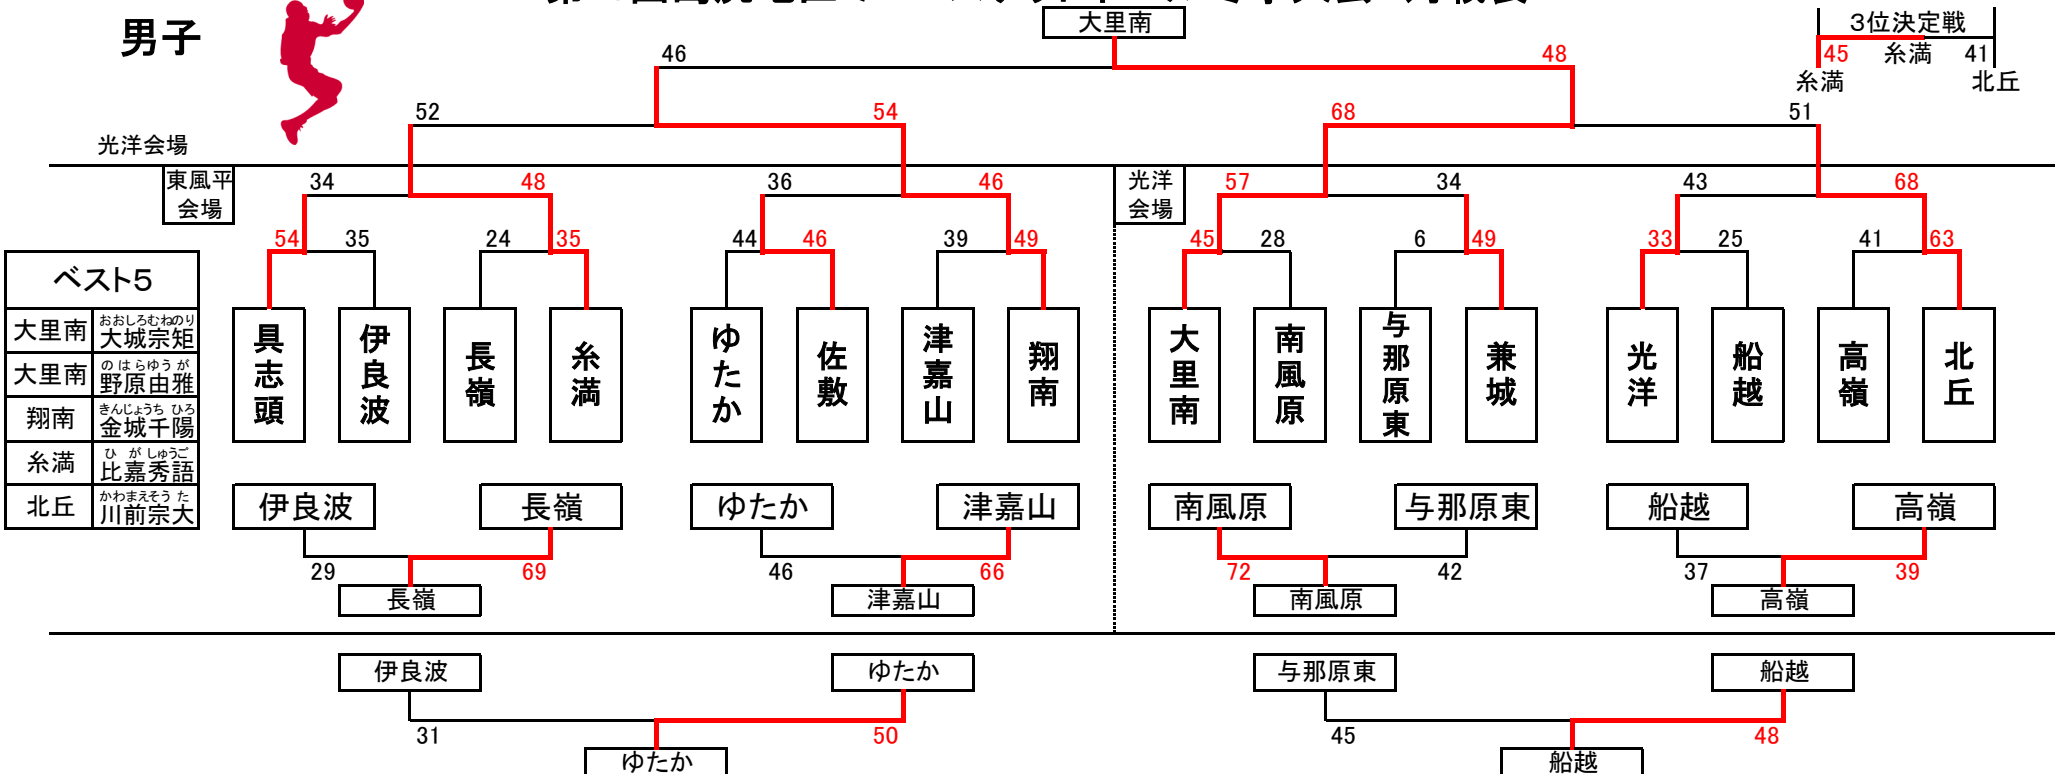 男子
大里南
3位決定戦
46
48
45
糸満
41
糸満
北丘
52
54
68
51
光洋会場
東風平
会場
34
48
36
46
光洋
会場
57
34
43
68
54
35
24
35
44
46
39
49
45
28
6
49
33
25
41
63
ベスト5
大里南
おおしろむねのり
大城宗矩
大里南
のはらゆうが
野原由雅
翔南
きんじょうち ひろ
金城千陽
糸満
ひ が しゅうご
比嘉秀語
北丘
かわまえそう た
川前宗大
具志頭
伊良波
長嶺
糸満
ゆたか
佐敷
津嘉山
翔南
大里南
南風原
与那原東
兼城
光洋
船越
高嶺
北丘
伊良波
長嶺
ゆたか
津嘉山
南風原
与那原東
船越
高嶺
29
69
46
66
72
42
37
39
長嶺
津嘉山
南風原
高嶺
伊良波
ゆたか
与那原東
船越
31
50
45
48
ゆたか
船越